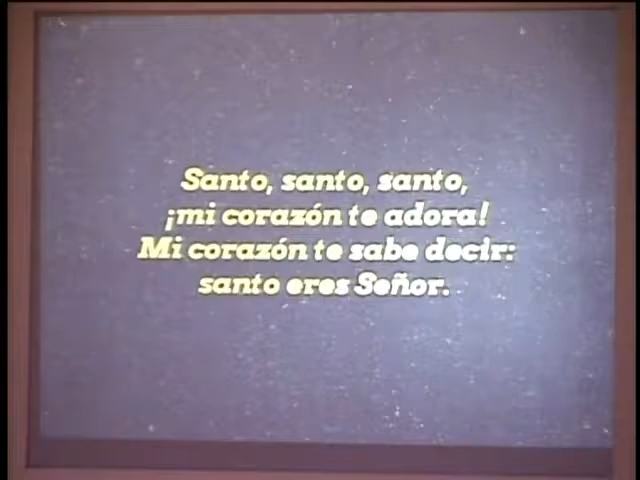 Santo, santo, santo,
¡mi corazón te adora!
Mi corazón te sabe decir:
santo eres Señor.